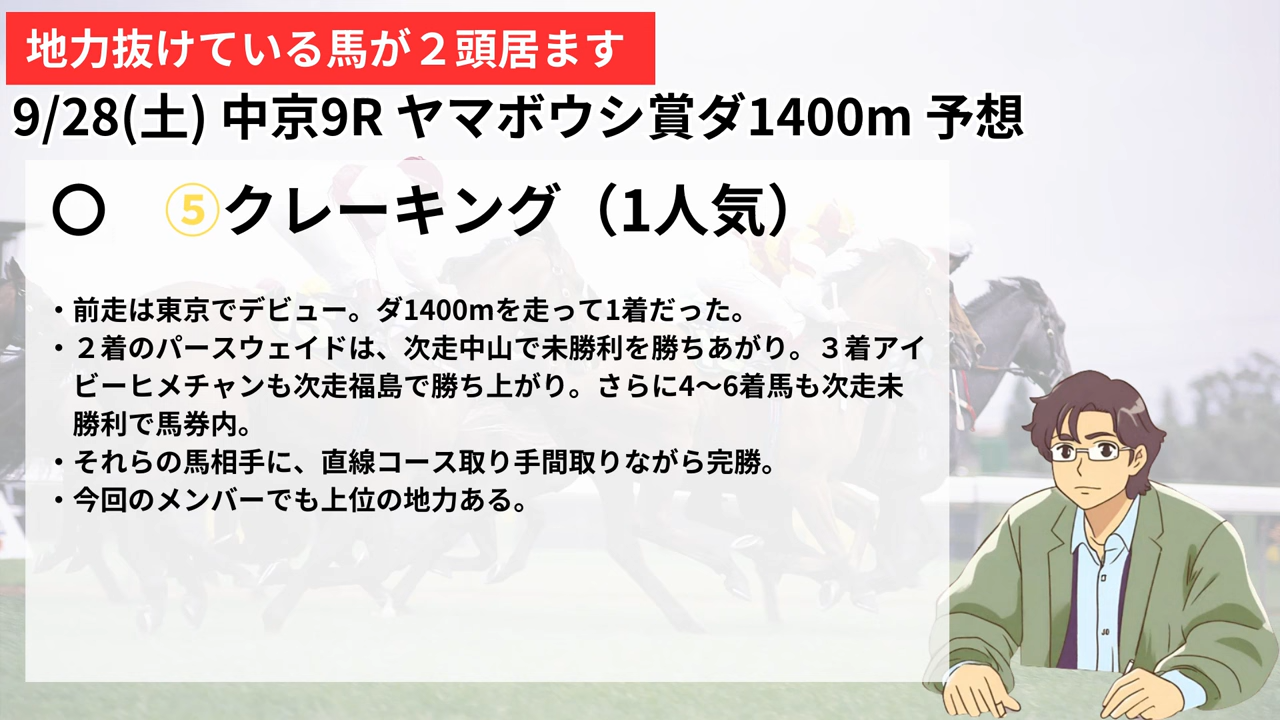 地力抜けている馬が２頭居ます
9/28(土) 中京9R ヤマボウシ賞ダ1400m 予想
〇 ⑤クレーキング（1人気）
・前走は東京でデビュー。ダ1400mを走って1着だった。
・２着のパースウェイドは、次走中山で未勝利を勝ちあがり。３着アイ
ビーヒメチャンも次走福島で勝ち上がり。さらに4〜6着馬も次走未
勝利で馬券内。
・それらの馬相手に、直線コース取り手間取りながら完勝。
・今回のメンバーでも上位の地力ある。